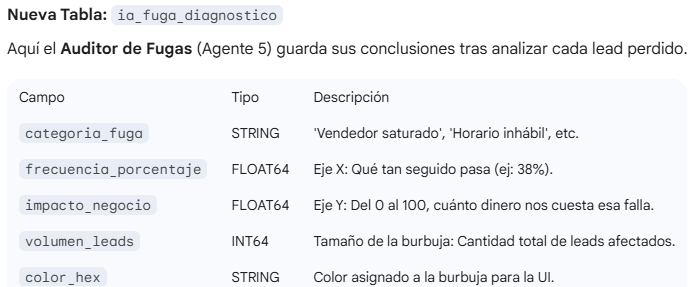 Nueva Tabla: ia_fuga_diagnostico
Aquí el Auditor de Fugas (Agente 5) guarda sus conclusiones tras analizar cada lead perdido.
Campo Tipo Descripción
categoria_fuga STRING 'Vendedor saturado', 'Horario inhábil', etc.
frecuencia_porcentaje FLOAT64 Eje X: Qué tan seguido pasa (ej: 38%).
impacto_negocio FLOAT64 Eje Y: Del 0 al 100, cuánto dinero nos cuesta esa falla.
volumen_leads INT64 Tamaño de la burbuja: Cantidad total de leads afectados.
color_hex STRING Color asignado a la burbuja para la UI.